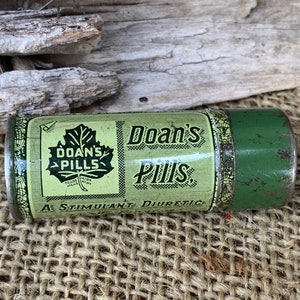 DOAN'S
PILLS
Doan's
Pills.
A Stimulant Diuretic.